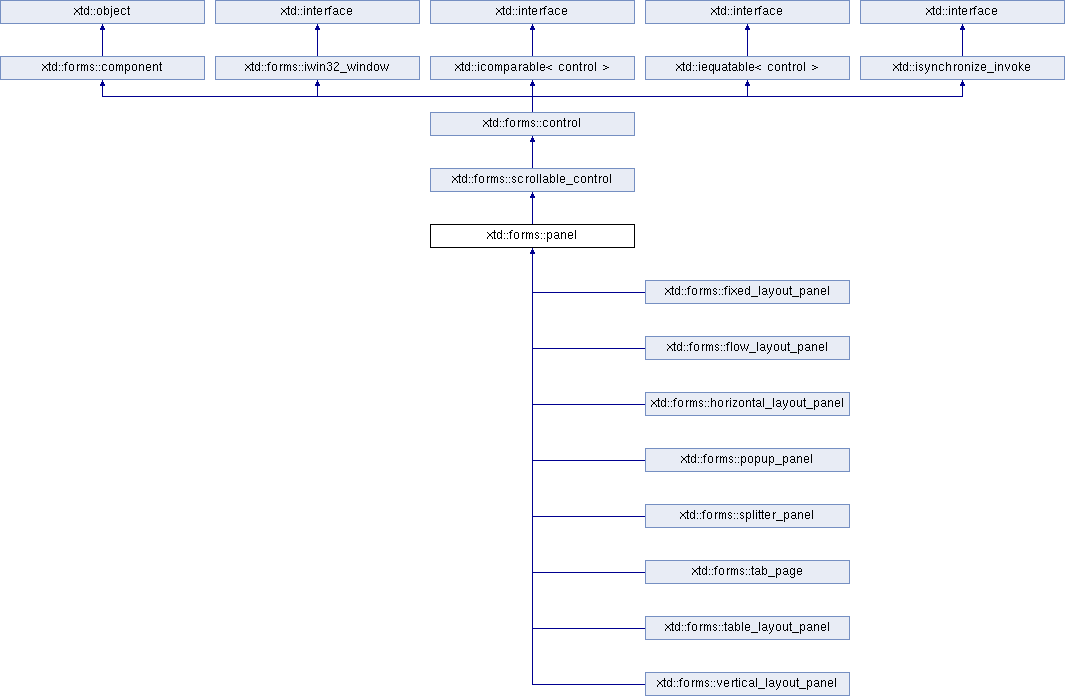 xtd::object
xtd::interface
xtd::interface
xtd::interface
xtd::interface
xtd::forms::component
xtd::forms::iwin32_window
xtd::icomparable< control >
xtd::iequatable< control >
xtd::isynchronize_invoke
xtd::forms::control
xtd::forms::scrollable_control
xtd::forms::panel
xtd::forms::fixed_layout_panel
xtd::forms::flow_layout_panel
xtd::forms::horizontal_layout_panel
xtd::forms::popup_panel
xtd::forms::splitter_panel
xtd::forms::tab_page
xtd::forms::table_layout_panel
xtd::forms::vertical_layout_panel